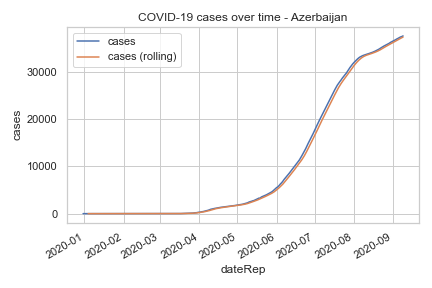 COVID-19 cases over time - Azerbaijan
cases
cases (rolling)
cases
30000
20000
10000
0
2020-01
2020-02
2020-03
2020-04
2020-05
2020-06
2020-07
2020-08
2020-09
dateRep